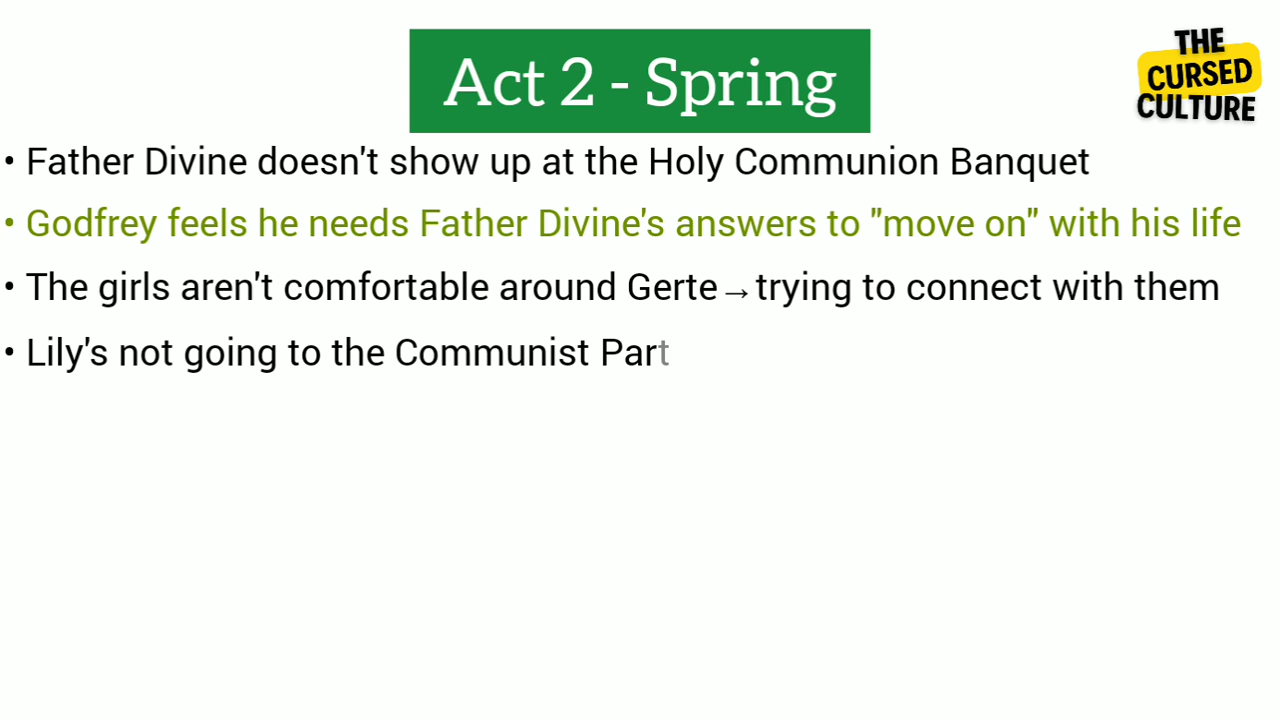 Act 2 - Spring
THE
CURSED
CULTURE
• Father Divine doesn't show up at the Holy Communion Banquet
• Godfrey feels he needs Father Divine's answers to "move on" with his life
• The girls aren't comfortable around Gerte→trying to connect with them
• Lily's not going to the Communist Part